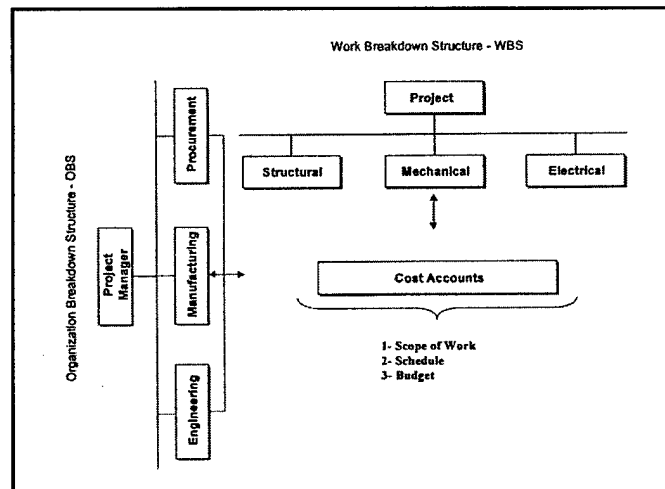 Work Breakdown Structure - WBS
Project
Structural
Mechanical
Electrical
Cost Accounts
1- Scope of Work
2- Schedule
3- Budget
Organization Breakdown Structure - OBS
Project
Manager
Procurement
Manufacturing
Engineering